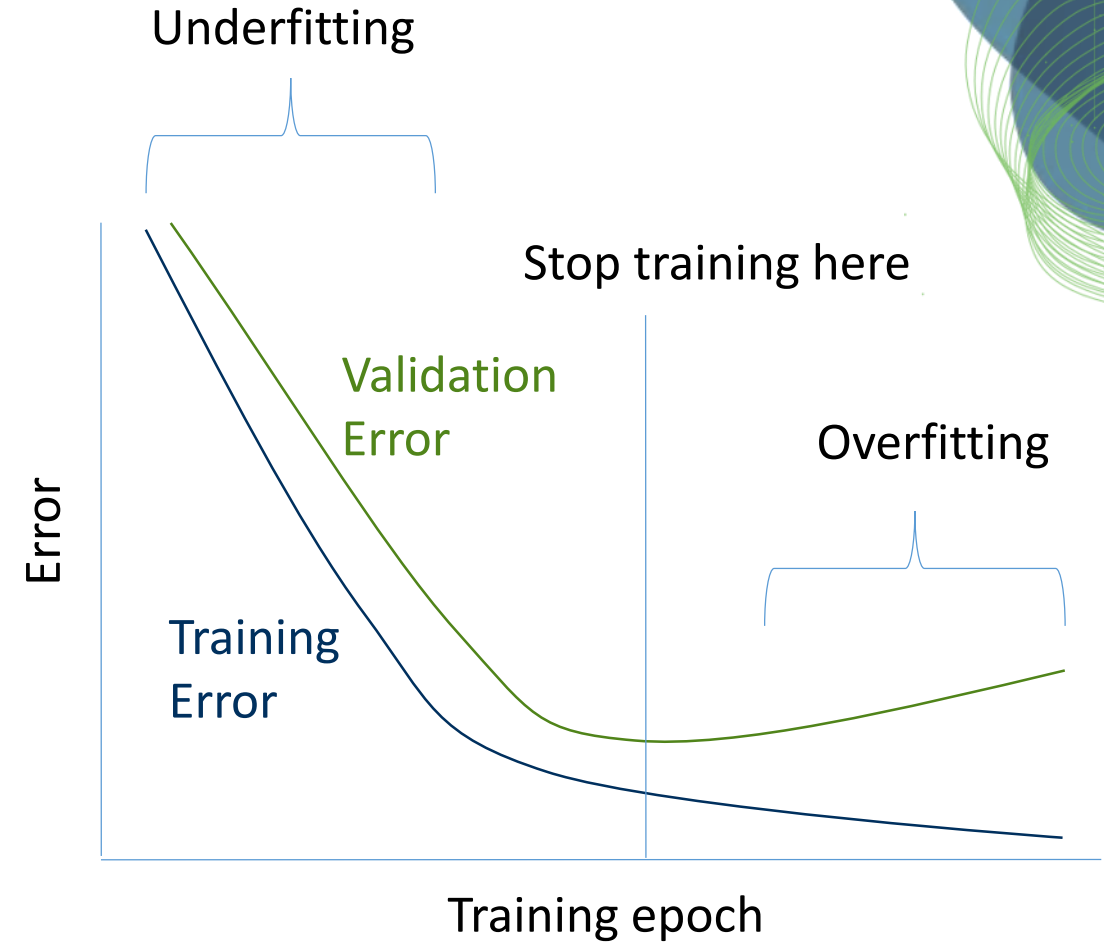 Underfitting
Stop training here
Validation
Error
Overfitting
Error
Training
Error
Training epoch